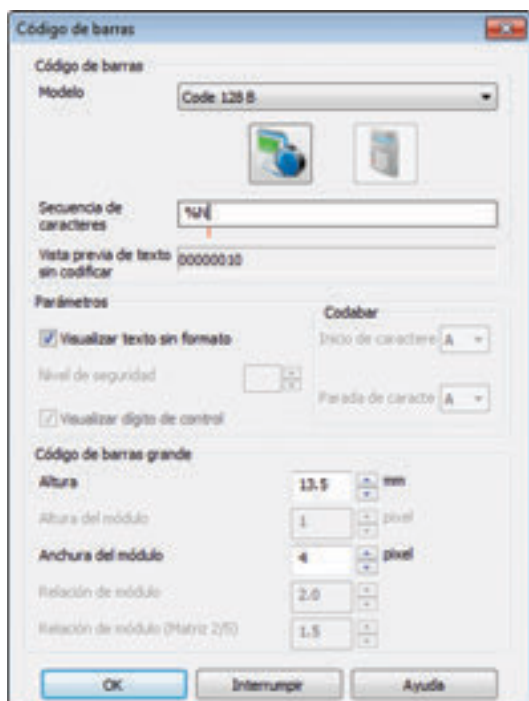 Código de barras
Código de barras
Modelo
Code 128 B
Secuencia de
caracteres
Vista previa de texto
sin codificar
00000010
Parámetros
Visualizar texto sin formato
Nivel de seguridad
Visualizar dígito de control
Codabar
Inicio de caractere A
Parada de caracte A
Código de barras grande
Altura 13.5 mm
Altura del módulo 1 pixel
Anchura del módulo 4 pixel
Relación de módulo 2.0
Relación de módulo (Matriz 2/5) 1.5
OK Interrumpir Ayuda